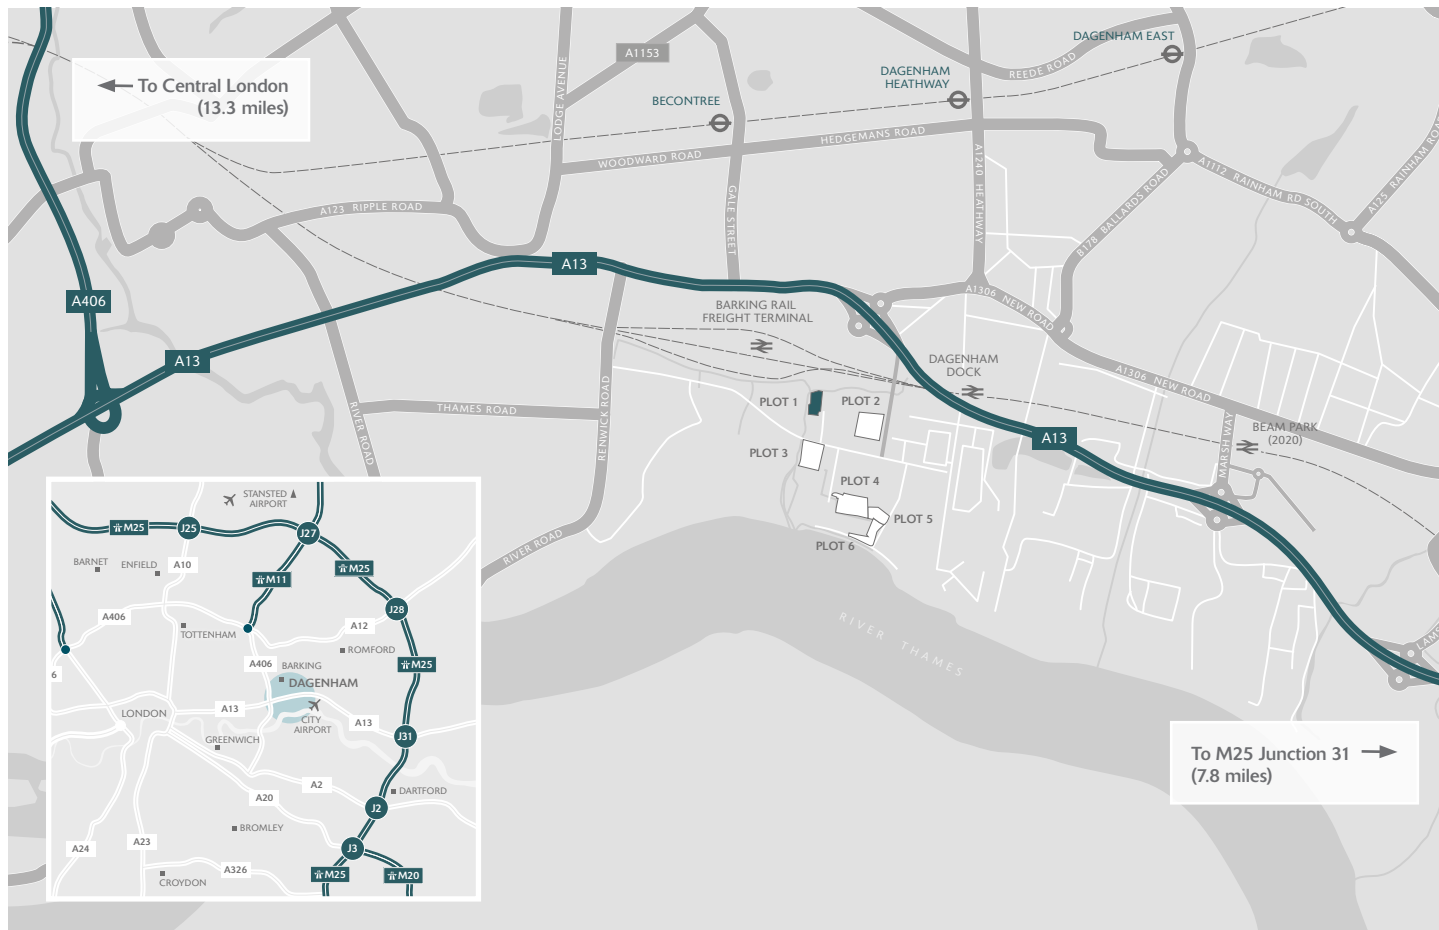 DAGENHAM EAST
A1153
DAGENHAM
HEATHWAY
REEDE ROAD
To Central London
(13.3 miles)
BECONTREE
LODGE AVENUE
WOODWARD ROAD
HEDGEMANS ROAD
A1240 HEATHWAY
A1112 RAINHAM RD SOUTH
A125 RAINHAM ROAD
A123 RIPPLE ROAD
GALE STREET
B178 BALLARDS ROAD
A13
A406
A1306 NEW ROAD
BARKING RAIL
FREIGHT TERMINAL
A13
DAGENHAM
DOCK
A1306 NEW ROAD
THAMES ROAD
RIVER ROAD
RENWICK ROAD
PLOT 1
PLOT 2
PLOT 3
PLOT 4
PLOT 5
PLOT 6
A13
MARSH WAY
BEAM PARK
(2020)
RIVER ROAD
RIVER THAMES
LAMS
To M25 Junction 31
(7.8 miles)
STANSTED
AIRPORT
M25
J25
J27
BARNET
ENFIELD
A10
M11
M25
A406
TOTTENHAM
J28
A12
ROMFORD
A406
BARKING
M25
6
DAGENHAM
LONDON
A13
CITY
AIRPORT
A13
J31
GREENWICH
A2
DARTFORD
A20
J2
BROMLEY
A24
A23
J3
A326
CROYDON
M25
M20